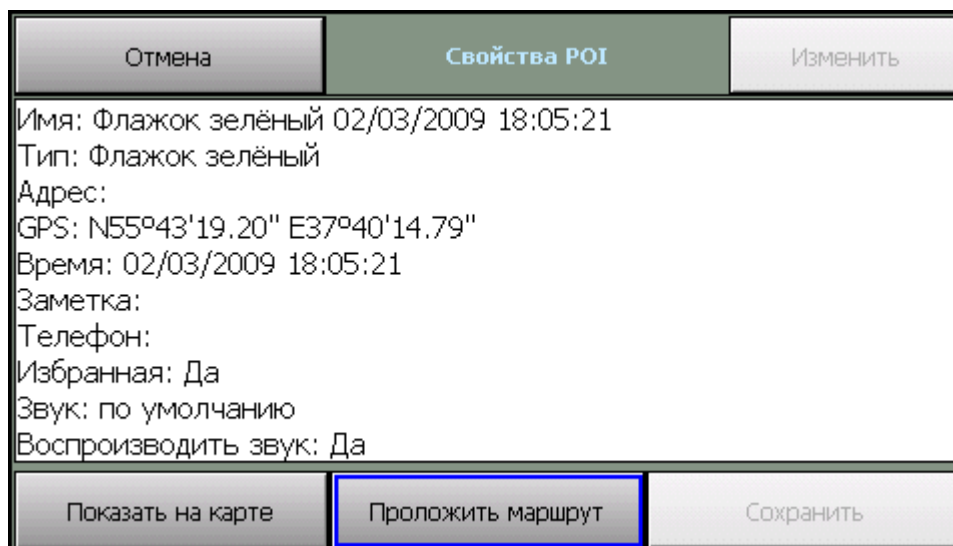 Отмена Свойства POI Изменить
Имя: Флажок зелёный 02/03/2009 18:05:21
Тип: Флажок зелёный
Адрес:
GPS: N55º43'19.20" E37º40'14.79"
Время: 02/03/2009 18:05:21
Заметка:
Телефон:
Избранная: Да
Звук: по умолчанию
Воспроизводить звук: Да
Показать на карте Проложить маршрут Сохранить